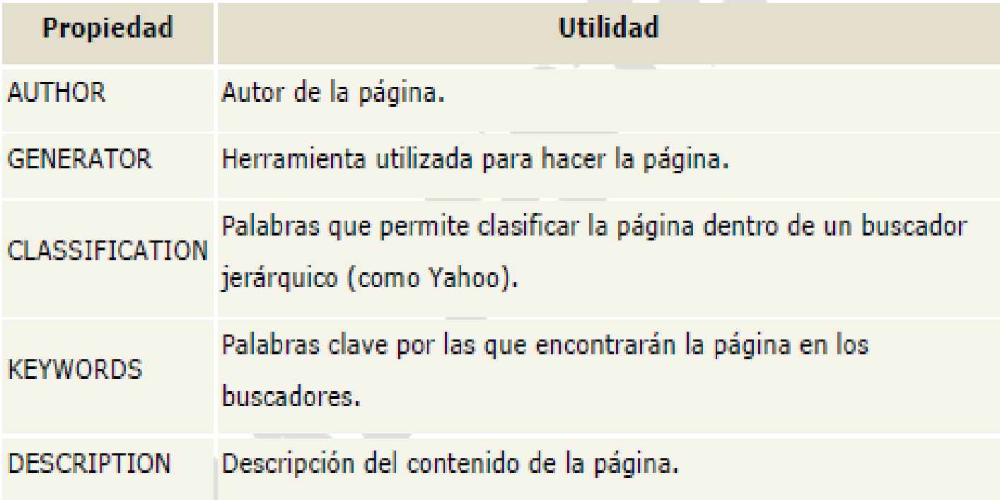 Propiedad Utilidad
AUTHOR Autor de la página.
GENERATOR Herramienta utilizada para hacer la página.
CLASSIFICATION Palabras que permite clasificar la página dentro de un buscador
jerárquico (como Yahoo).
KEYWORDS Palabras clave por las que encontrarán la página en los
buscadores.
DESCRIPTION Descripción del contenido de la página.